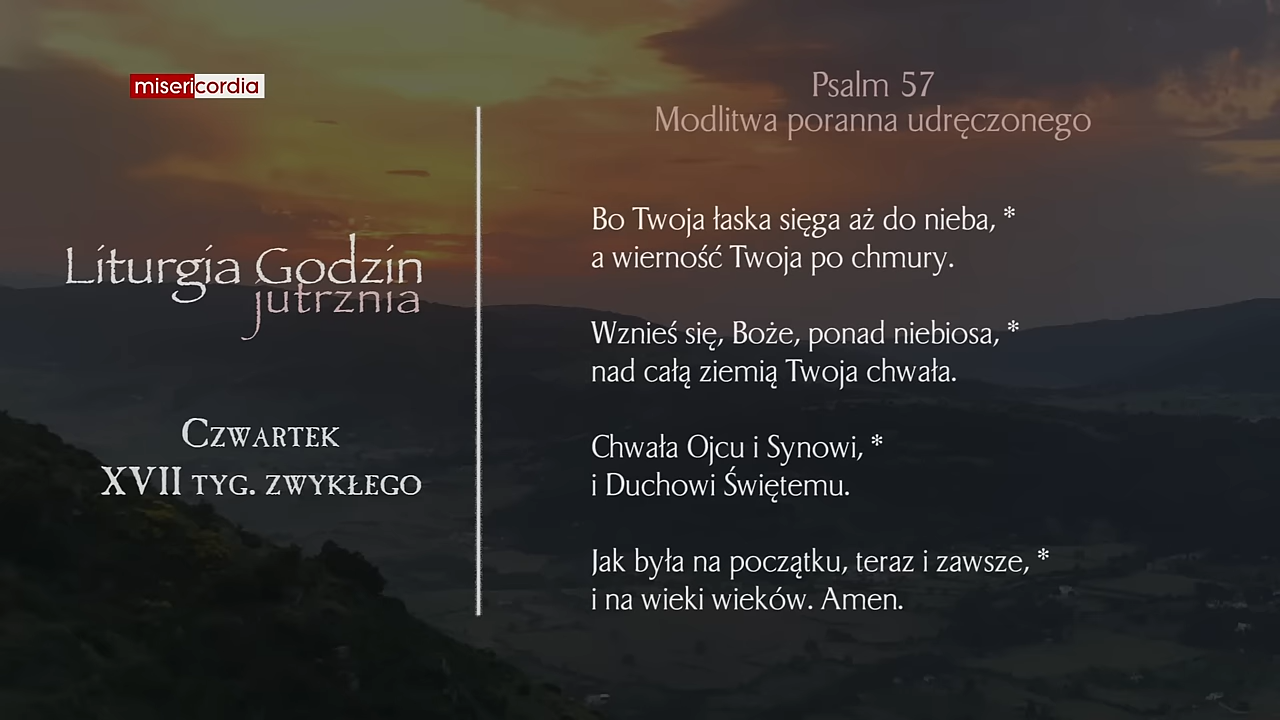 misericordia
Liturgia Godzin
jutrznia
Czwartek
XVII tyg. zwykłego
Psalm 57
Modlitwa poranna udręczonego
Bo Twoja łaska sięga aż do nieba, *
a wierność Twoja po chmury.
Wznieś się, Boże, ponad niebiosa, *
nad całą ziemią Twoja chwała.
Chwała Ojcu i Synowi, *
i Duchowi Świętemu.
Jak była na początku, teraz i zawsze, *
i na wieki wieków. Amen.